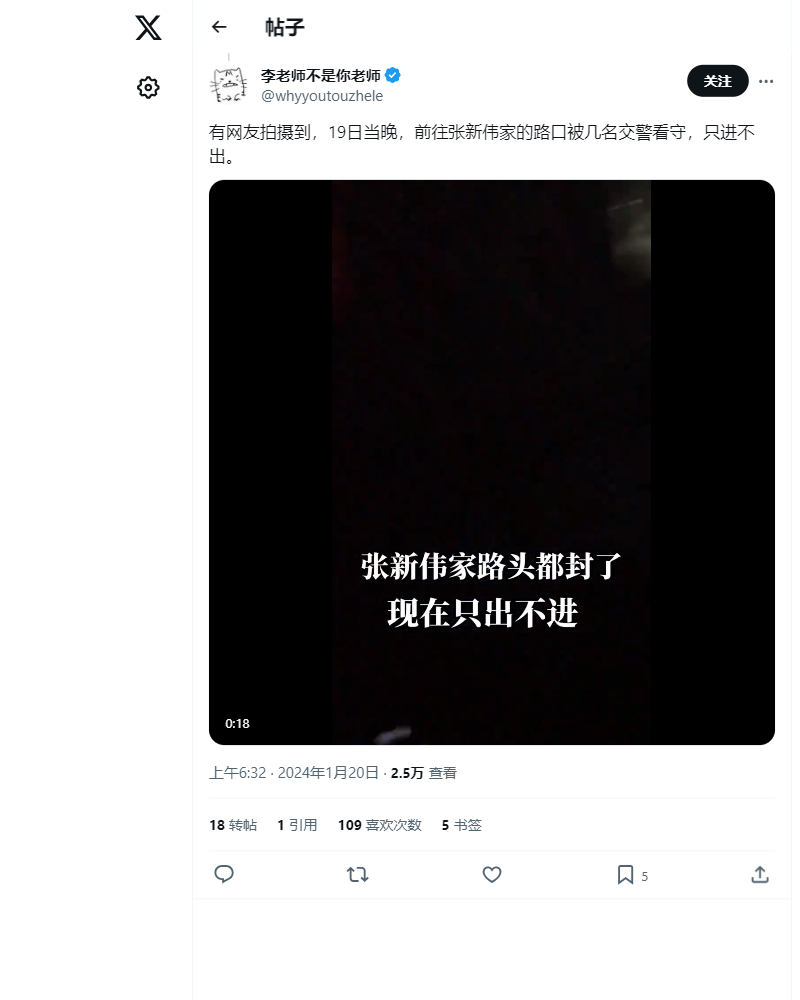 帖子
李老师不是你老师
@whyyoutouzhele
关注
有网友拍摄到，19日当晚，前往张新伟家的路口被几名交警看守，只进不
出。
张新伟家路头都封了
现在只出不进
0:18
上午6:32 · 2024年1月20日 · 2.5万 查看
18 转帖 1 引用 109 喜欢次数 5 书签
5